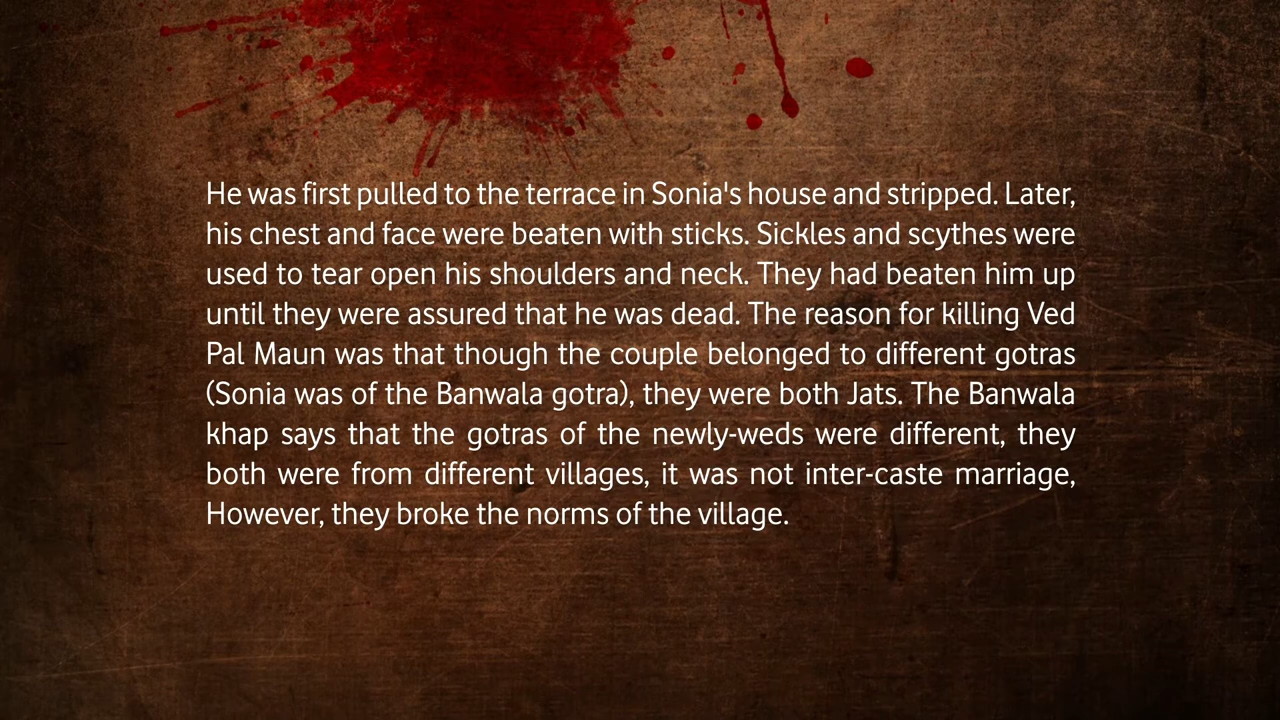 He was first pulled to the terrace in Sonia's house and stripped. Later,
his chest and face were beaten with sticks. Sickles and scythes were
used to tear open his shoulders and neck. They had beaten him up
until they were assured that he was dead. The reason for killing Ved
Pal Maun was that though the couple belonged to different gotras
(Sonia was of the Banwala gotra), they were both Jats. The Banwala
khap says that the gotras of the newly-weds were different, they
both were from different villages, it was not inter-caste marriage,
However, they broke the norms of the village.